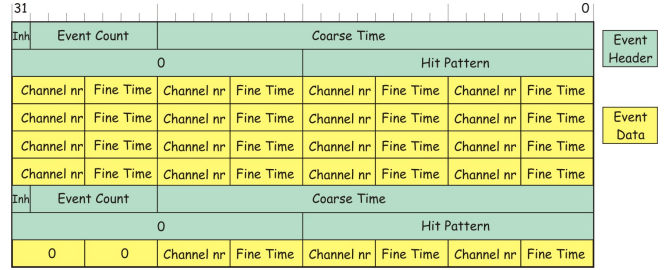 31 0
Inh Event Count Coarse Time
0 Hit Pattern
Channel nr Fine Time Channel nr Fine Time Channel nr Fine Time Channel nr Fine Time
Channel nr Fine Time Channel nr Fine Time Channel nr Fine Time Channel nr Fine Time
Channel nr Fine Time Channel nr Fine Time Channel nr Fine Time Channel nr Fine Time
Channel nr Fine Time Channel nr Fine Time Channel nr Fine Time Channel nr Fine Time
Inh Event Count Coarse Time
0 Hit Pattern
0 0 Channel nr Fine Time Channel nr Fine Time Channel nr Fine Time
Event
Header
Event
Data